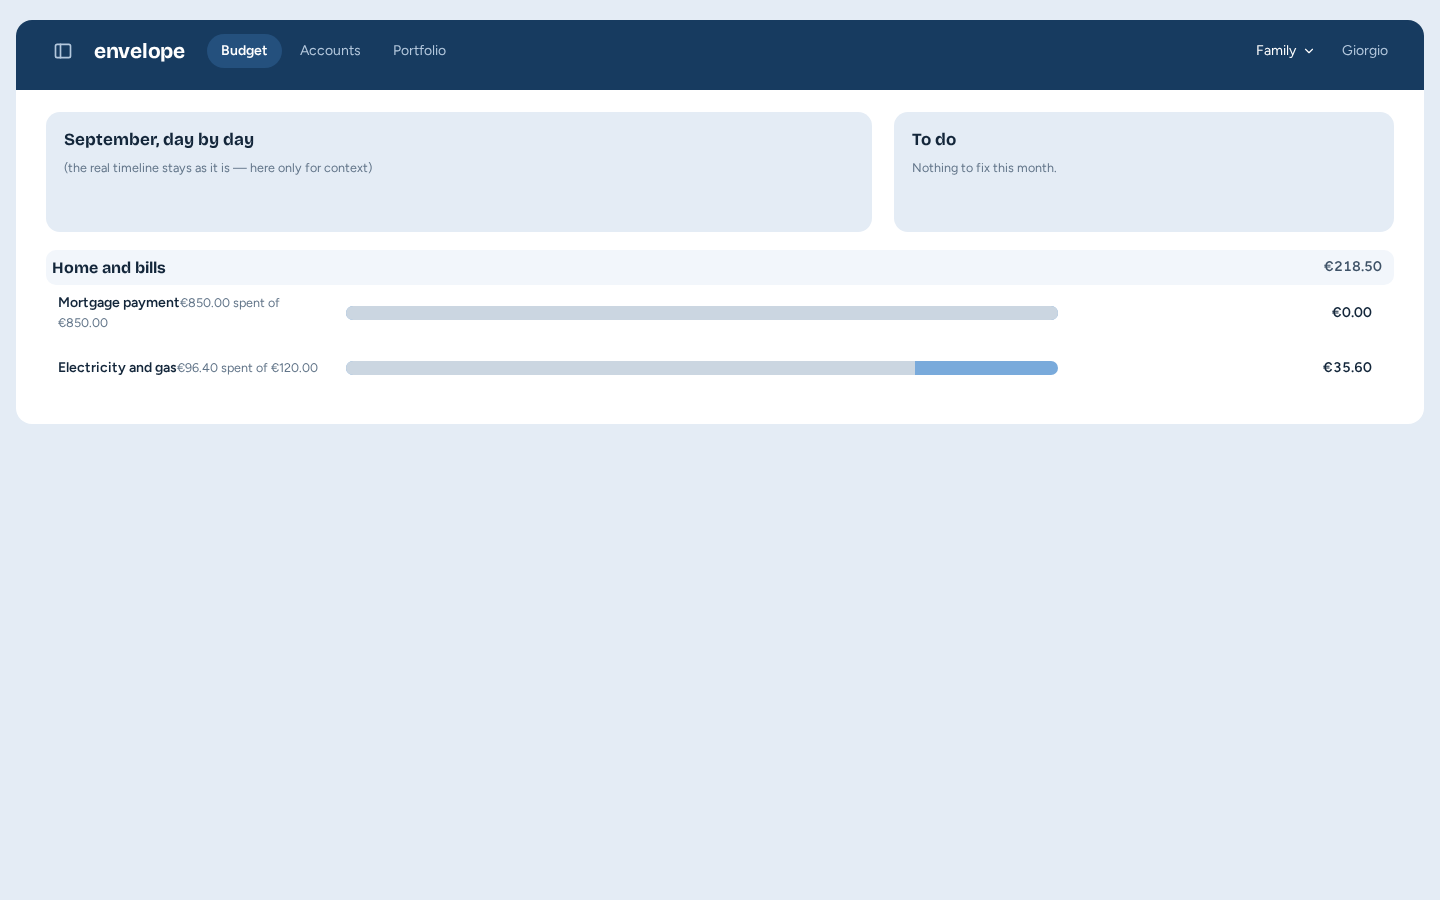 envelope
Budget
Accounts
Portfolio
Family
Giorgio
September, day by day
(the real timeline stays as it is — here only for context)
To do
Nothing to fix this month.
Home and bills
€218.50
Mortgage payment€850.00 spent of
€850.00
€0.00
Electricity and gas€96.40 spent of €120.00
€35.60